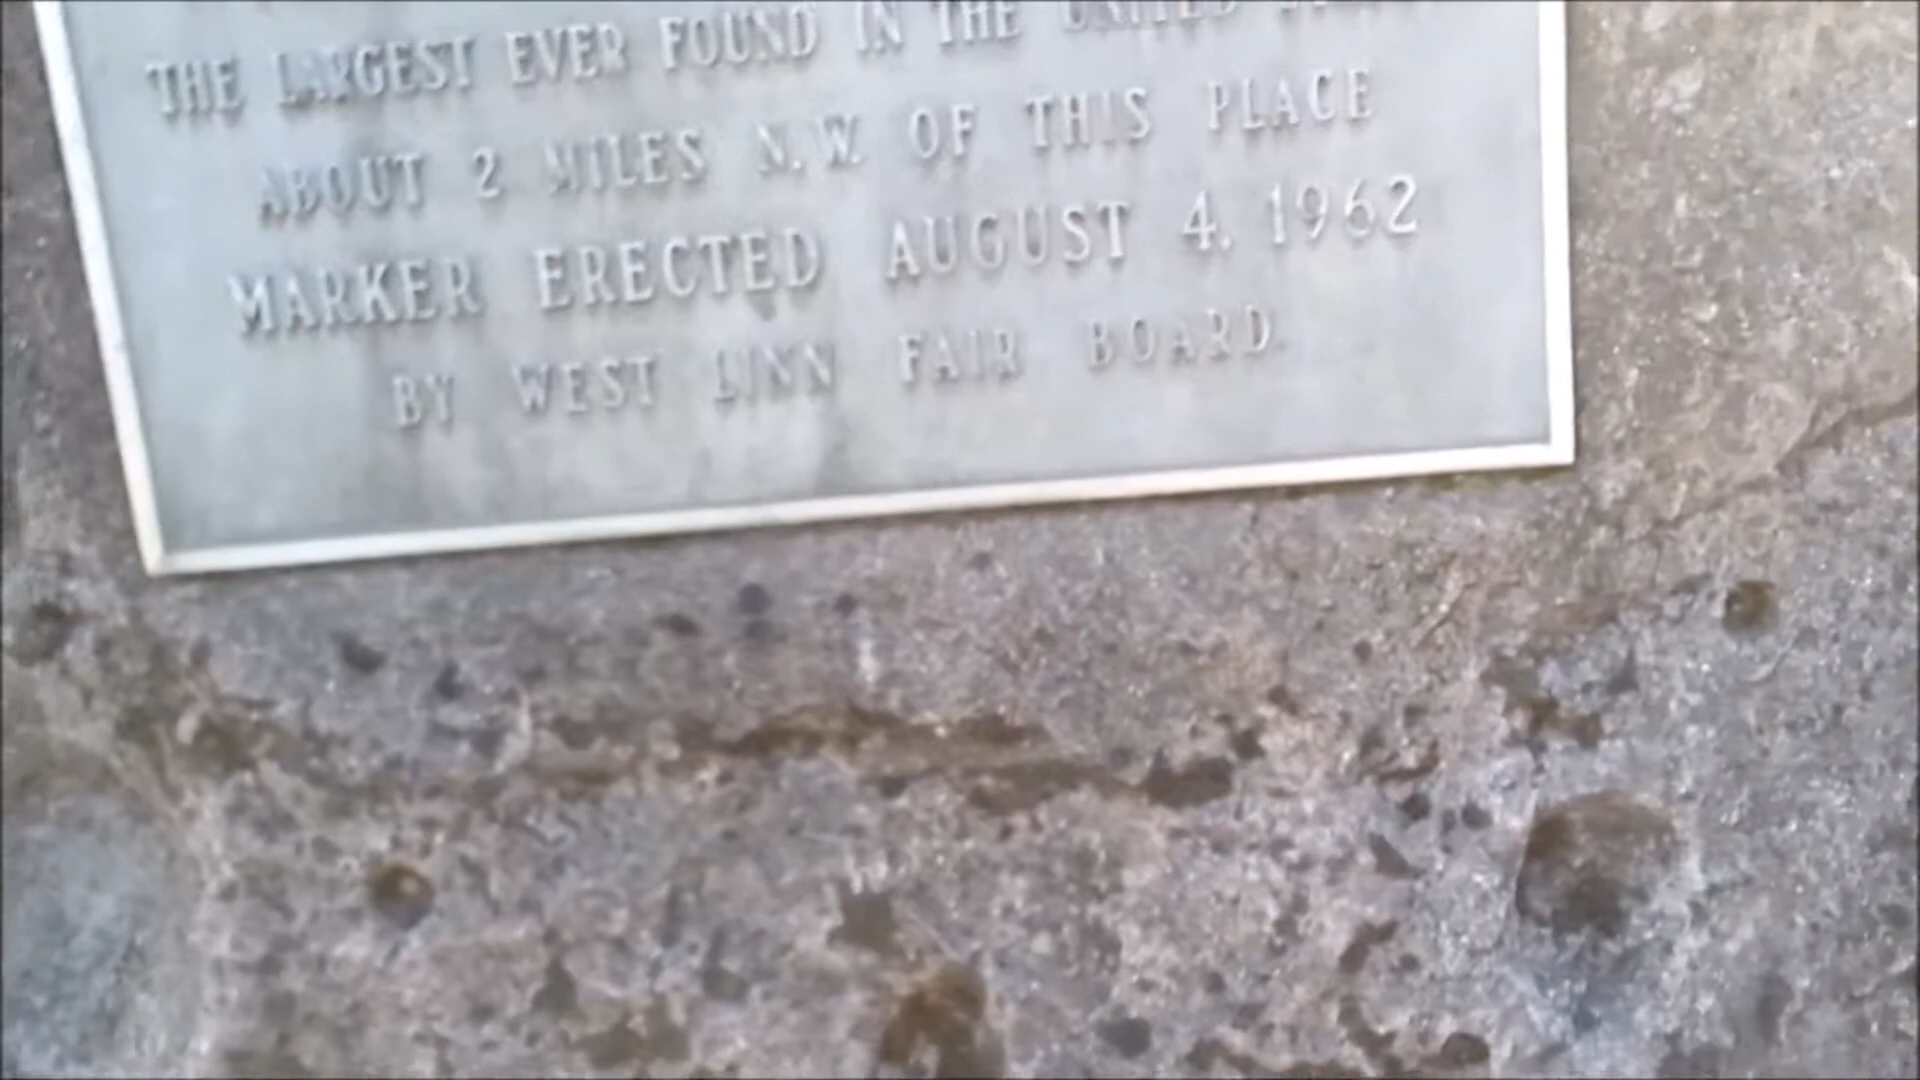 THE LARGEST EVER FOUND IN THE UNITED
ABOUT 2 MILES N.W. OF THIS PLACE
MARKER ERECTED AUGUST 4, 1962
BY WEST LINN FAIR BOARD.